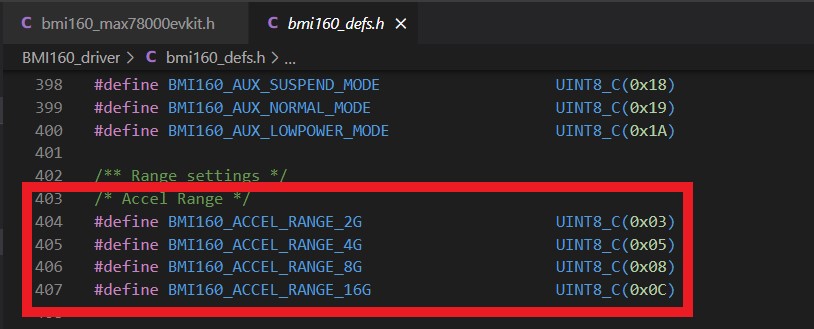 C bmi160_max78000evkit.h
C bmi160_defs.h ×
BMI160_driver > C bmi160_defs.h > ...
398 #define BMI160_AUX_SUSPEND_MODE UINT8_C(0x18)
399 #define BMI160_AUX_NORMAL_MODE UINT8_C(0x19)
400 #define BMI160_AUX_LOWPOWER_MODE UINT8_C(0x1A)
401
402 /** Range settings */
403 /* Accel Range */
404 #define BMI160_ACCEL_RANGE_2G UINT8_C(0x03)
405 #define BMI160_ACCEL_RANGE_4G UINT8_C(0x05)
406 #define BMI160_ACCEL_RANGE_8G UINT8_C(0x08)
407 #define BMI160_ACCEL_RANGE_16G UINT8_C(0x0C)